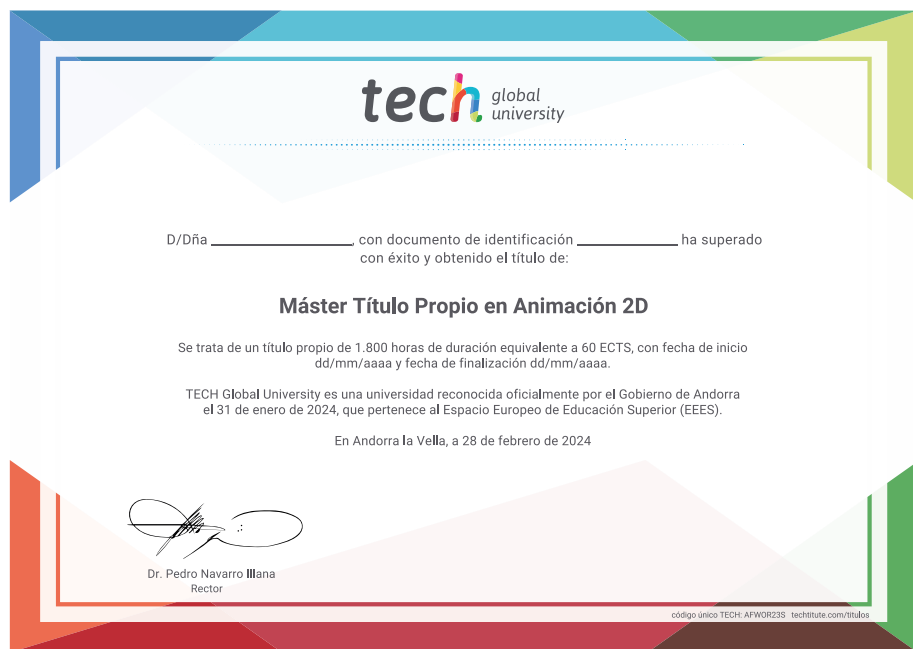 tech global university
D/Dña ______________, con documento de identificación __________ ha superado
con éxito y obtenido el título de:
Máster Título Propio en Animación 2D
Se trata de un título propio de 1.800 horas de duración equivalente a 60 ECTS, con fecha de inicio
dd/mm/aaaa y fecha de finalización dd/mm/aaaa.
TECH Global University es una universidad reconocida oficialmente por el Gobierno de Andorra
el 31 de enero de 2024, que pertenece al Espacio Europeo de Educación Superior (EEES).
En Andorra la Vella, a 28 de febrero de 2024
Dr. Pedro Navarro Illana
Rector
código único TECH: AFWOR23S techtitute.com/titulos